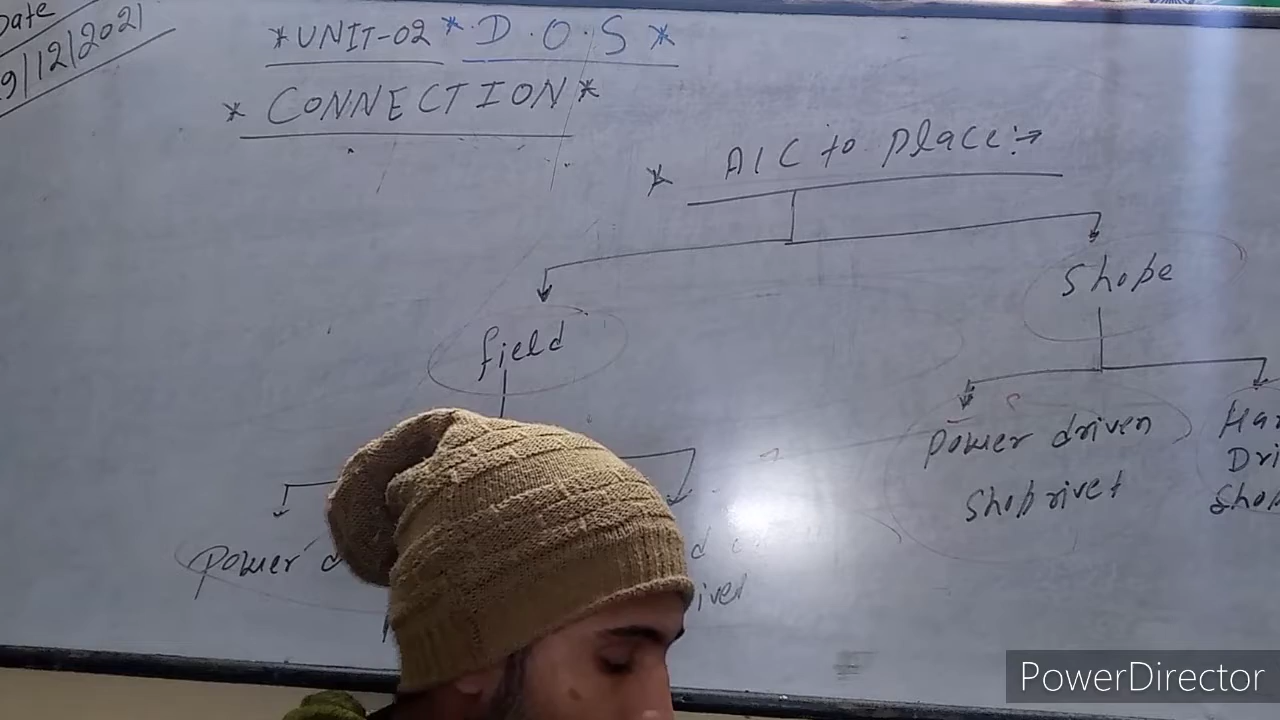 Date
9/12/2021
*UNIT-02 * D.O.S *
* CONNECTION *
* A/C to place:→
field
Shope
Power driven
Shop rivet
Power d
PowerDirector